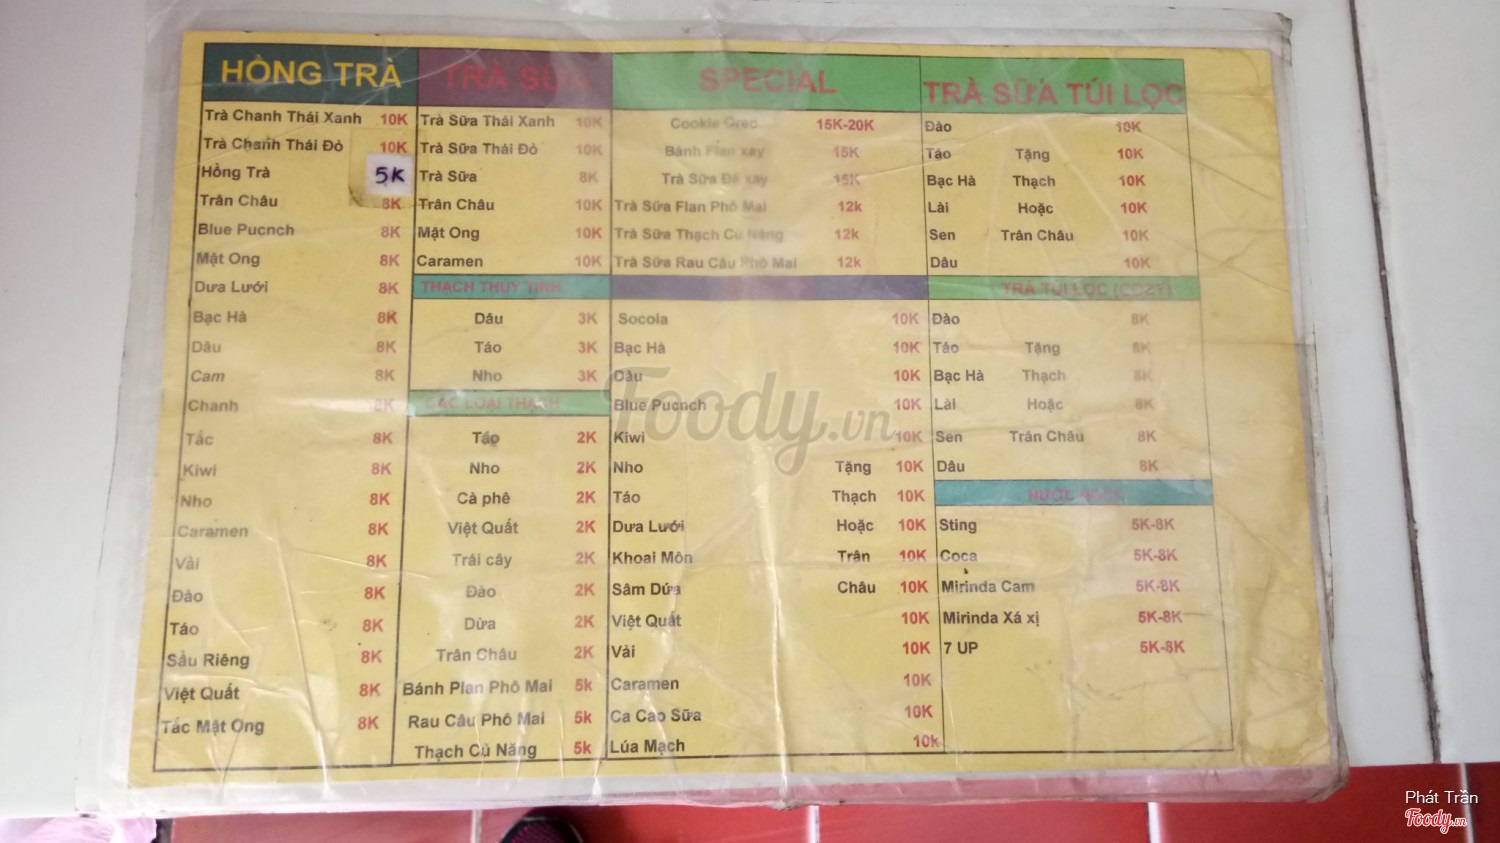 HỒNG TRÀ
Trà Chanh Thái Xanh 10K
Trà Chanh Thái Đỏ 10K
Hồng Trà 5K
Trân Châu 8K
Blue Pucnch 8K
Mật Ong 8K
Dưa Lưới 8K
Bạc Hà 8K
Dâu 8K
Cam 8K
Chanh 8K
Tắc 8K
Kiwi 8K
Nho 8K
Caramen 8K
Vải 8K
Đào 8K
Táo 8K
Sầu Riêng 8K
Việt Quất 8K
Tắc Mật Ong 8K
TRÀ SỮA
Trà Sữa Thái Xanh 10K
Trà Sữa Thái Đỏ 10K
Trà Sữa 8K
Trân Châu 10K
Mật Ong 10K
Caramen 10K
THẠCH THỦY TINH
Dâu 3K
Táo 3K
Nho 3K
CÁC LOẠI THẠCH
Táo 2K
Nho 2K
Cà phê 2K
Việt Quất 2K
Trái cây 2K
Đào 2K
Dừa 2K
Trân Châu 2K
Bánh Plan Phô Mai 5k
Rau Câu Phô Mai 5k
Thạch Củ Năng 5k
SPECIAL
Cookie Oreo 15K-20K
Bánh Flan xay 15K
Trà Sữa Đá xay 15K
Trà Sữa Flan Phô Mai 12k
Trà Sữa Thạch Củ Năng 12k
Trà Sữa Rau Câu Phô Mai 12k
Socola 10K
Bạc Hà 10K
Dâu 10K
Blue Pucnch 10K
Kiwi 10K
Nho Tặng 10K
Táo Thạch 10K
Dưa Lưới Hoặc 10K
Khoai Môn Trân 10K
Sâm Dứa Châu 10K
Việt Quất 10K
Vải 10K
Caramen 10K
Ca Cao Sữa 10K
Lúa Mạch 10k
TRÀ SỮA TÚI LỌC
Đào 10K
Táo Tặng 10K
Bạc Hà Thạch 10K
Lài Hoặc 10K
Sen Trân Châu 10K
Dâu 10K
TRÀ TÚI LỌC (COZY)
Đào 8K
Táo Tặng 8K
Bạc Hà Thạch 8K
Lài Hoặc 8K
Sen Trân Châu 8K
Dâu 8K
NƯỚC NGỌT
Sting 5K-8K
Coca 5K-8K
Mirinda Cam 5K-8K
Mirinda Xá xị 5K-8K
7 UP 5K-8K
Foody.vn
Phát Trần
Foody.vn